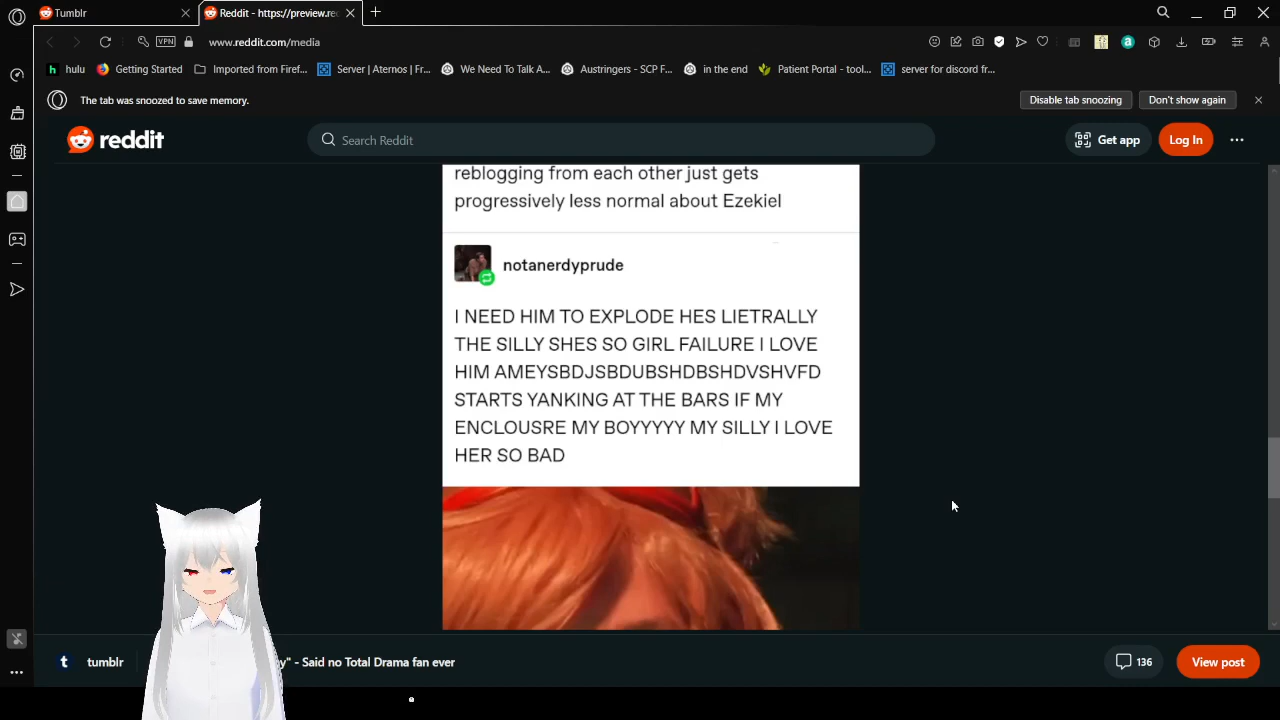 Tumblr
Reddit - https://preview.rec
VPN
www.reddit.com/media
hulu
Getting Started
Imported from Firef...
Server | Aternos | Fr...
We Need To Talk A...
Austringers - SCP F...
in the end
Patient Portal - tool...
server for discord fr...
The tab was snoozed to save memory.
Disable tab snoozing
Don't show again
reddit
Search Reddit
Get app
Log In
reblogging from each other just gets
progressively less normal about Ezekiel
notanerdyprude
I NEED HIM TO EXPLODE HES LIETRALLY
THE SILLY SHES SO GIRL FAILURE I LOVE
HIM AMEYSBDJSBDUBSHDBSHDVSHVFD
STARTS YANKING AT THE BARS IF MY
ENCLOUSRE MY BOYYYYY MY SILLY I LOVE
HER SO BAD
tumblr
y" - Said no Total Drama fan ever
136
View post